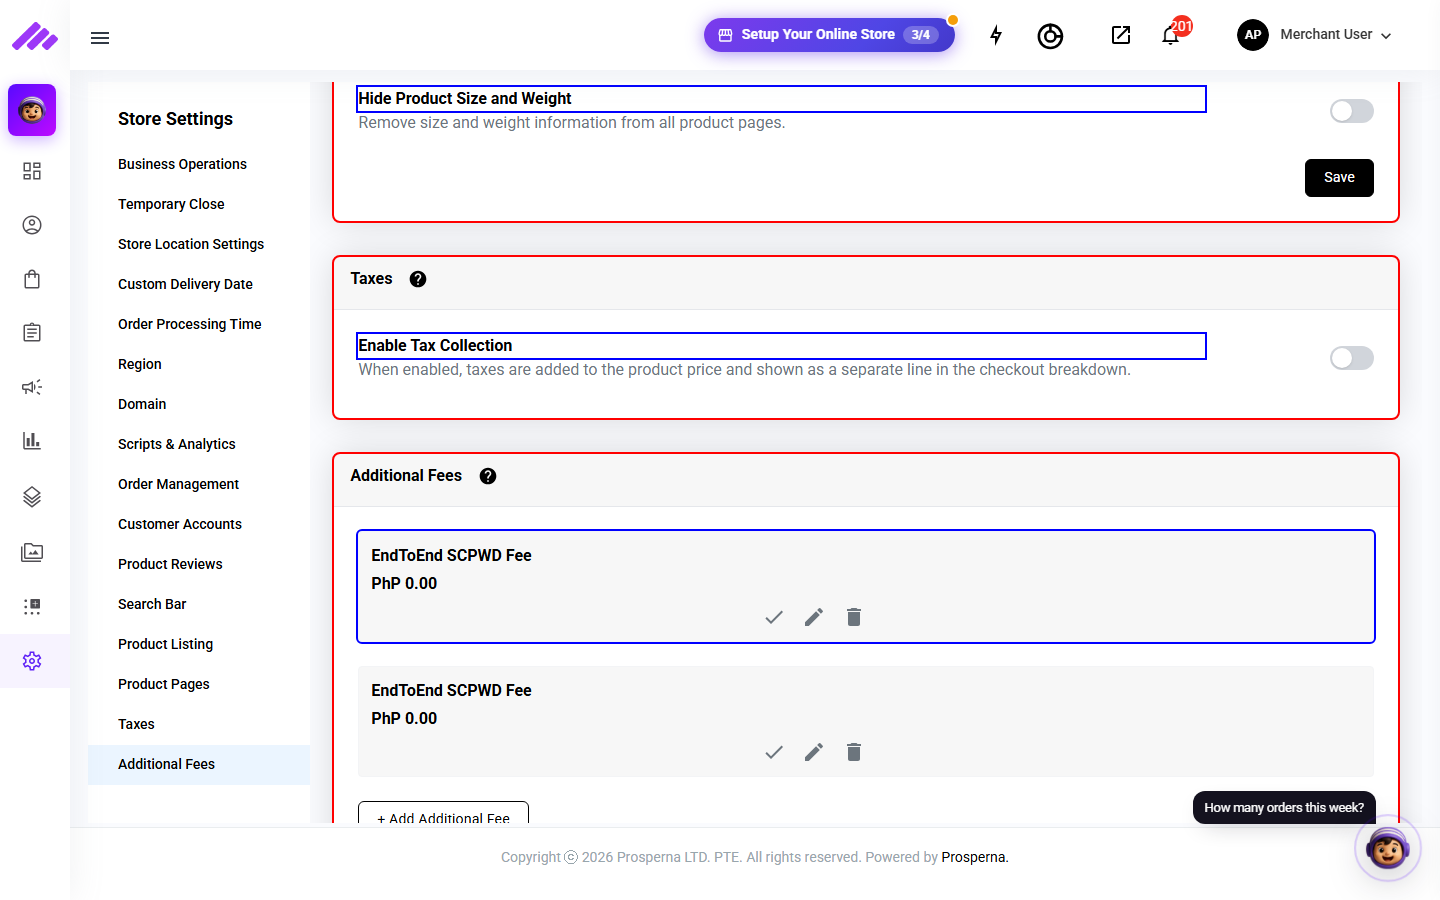 Setup Your Online Store 3/4
201
AP Merchant User
Store Settings
Business Operations
Temporary Close
Store Location Settings
Custom Delivery Date
Order Processing Time
Region
Domain
Scripts & Analytics
Order Management
Customer Accounts
Product Reviews
Search Bar
Product Listing
Product Pages
Taxes
Additional Fees
Hide Product Size and Weight
Remove size and weight information from all product pages.
Save
Taxes ?
Enable Tax Collection
When enabled, taxes are added to the product price and shown as a separate line in the checkout breakdown.
Additional Fees ?
EndToEnd SCPWD Fee
PhP 0.00
EndToEnd SCPWD Fee
PhP 0.00
+ Add Additional Fee
How many orders this week?
Copyright © 2026 Prosperna LTD. PTE. All rights reserved. Powered by Prosperna.